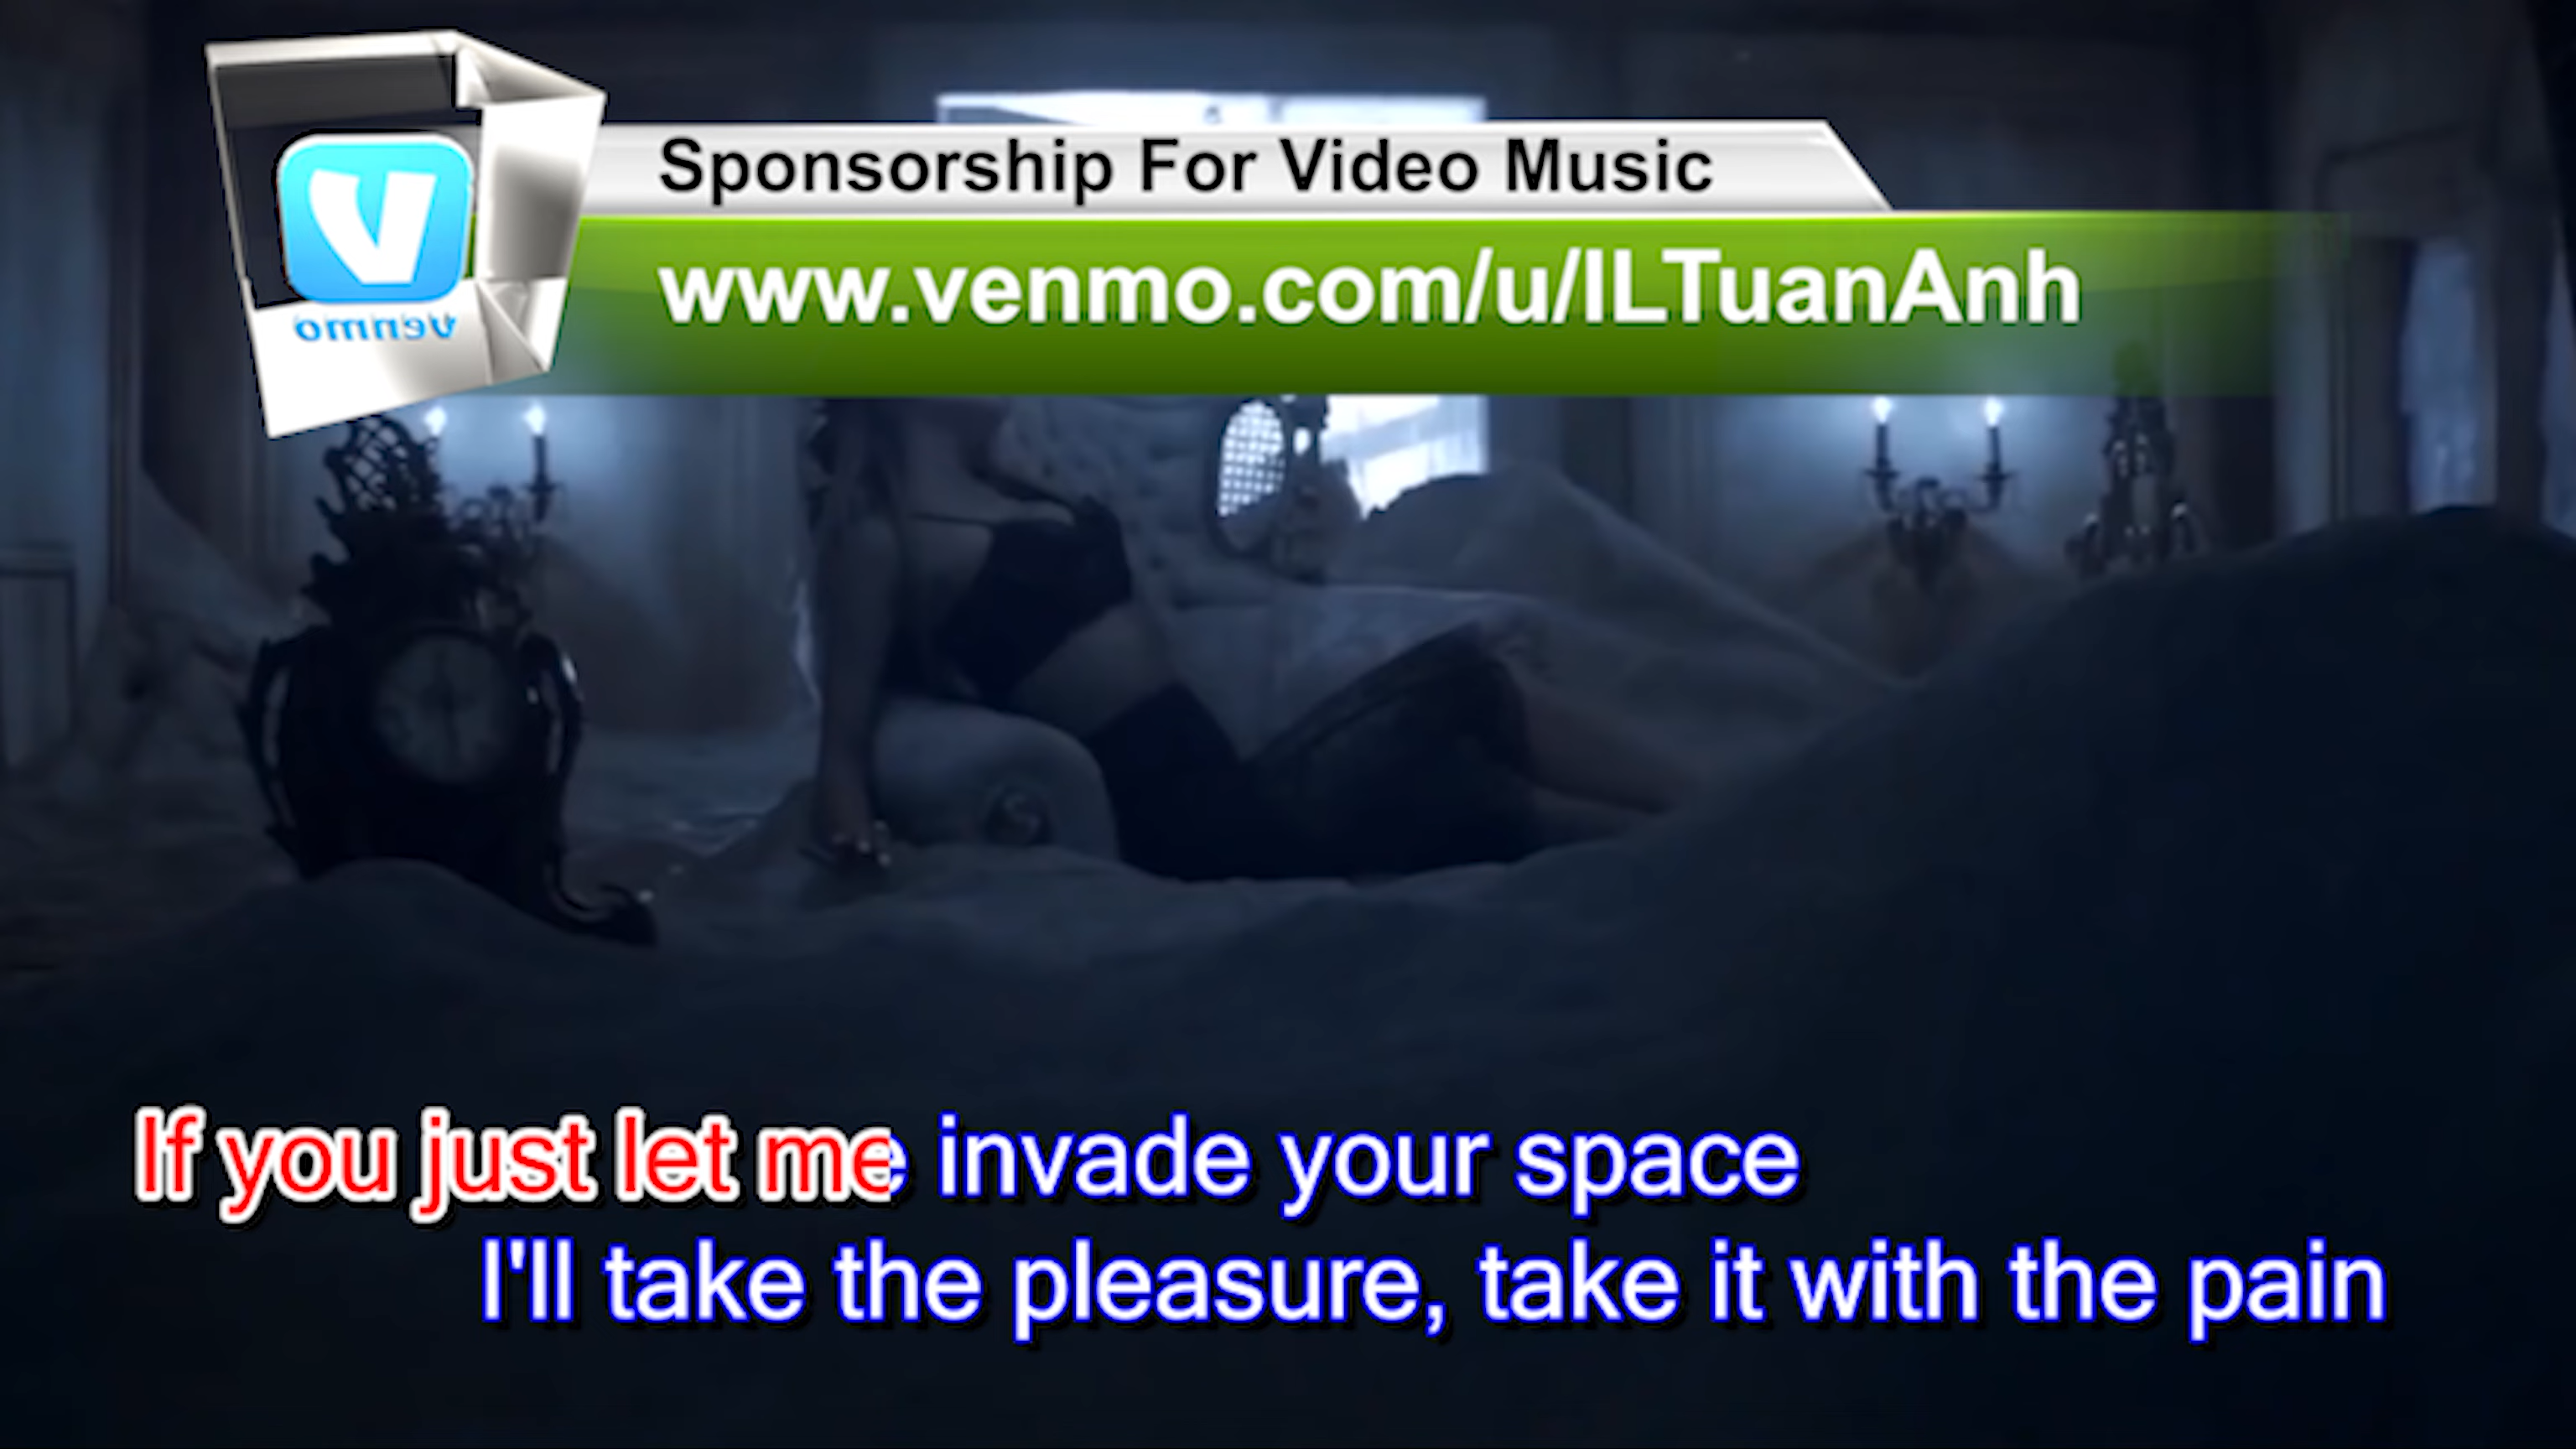 Sponsorship For Video Music
www.venmo.com/u/ILTuanAnh
venmo
If you just let me invade your space
I'll take the pleasure, take it with the pain